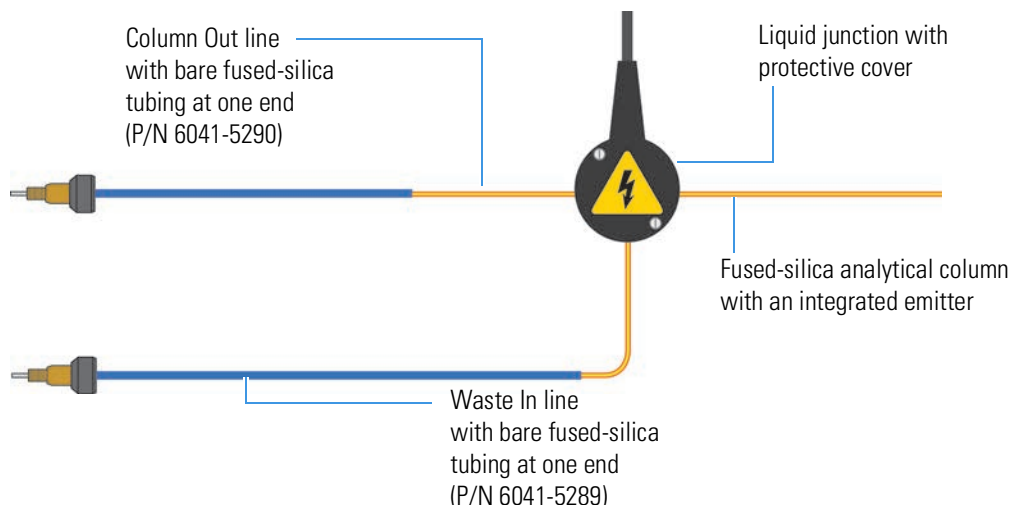 Column Out line
with bare fused-silica
tubing at one end
(P/N 6041-5290)
Liquid junction with
protective cover
Fused-silica analytical column
with an integrated emitter
Waste In line
with bare fused-silica
tubing at one end
(P/N 6041-5289)